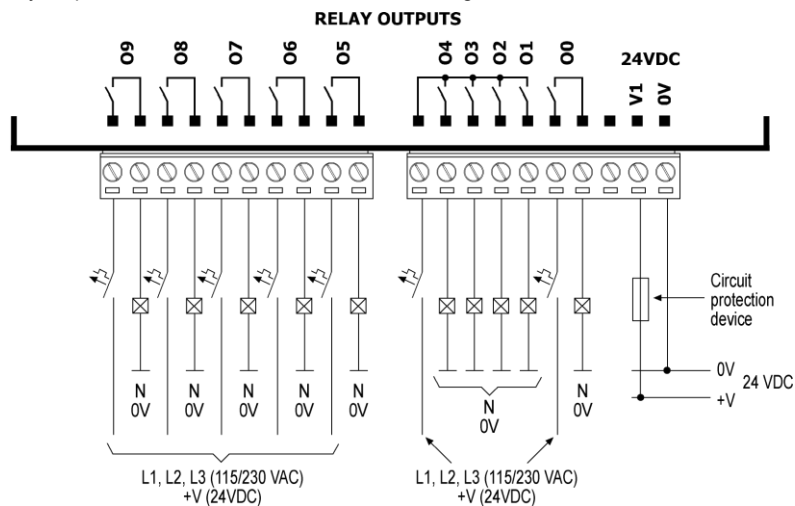 RELAY OUTPUTS
O9 O8 O7 O6 O5 O4 O3 O2 O1 O0 24VDC
V1 0V
Circuit
protection
device
0V
24 VDC
+V
N N N N N N N
0V 0V 0V 0V 0V 0V 0V
L1, L2, L3 (115/230 VAC) L1, L2, L3 (115/230 VAC)
+V (24VDC) +V (24VDC)